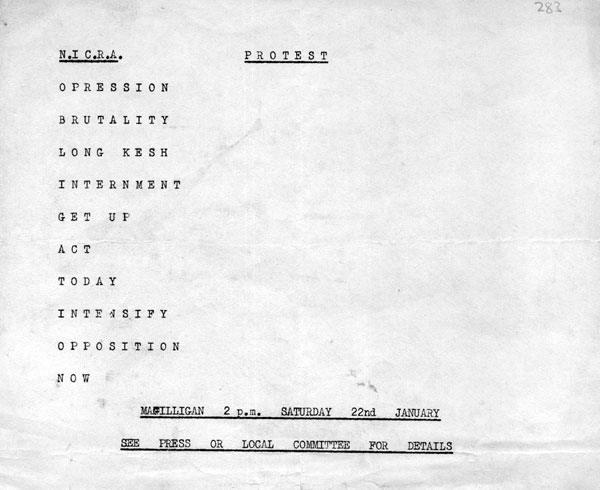 283
N.I C.R.A. PROTEST
OPRESSION
BRUTALITY
LONG KESH
INTERNMENT
GET UP
ACT
TODAY
INTENSIFY
OPPOSITION
NOW
MAGILLIGAN 2 p.m. SATURDAY 22nd JANUARY
SEE PRESS OR LOCAL COMMITTEE FOR DETAILS